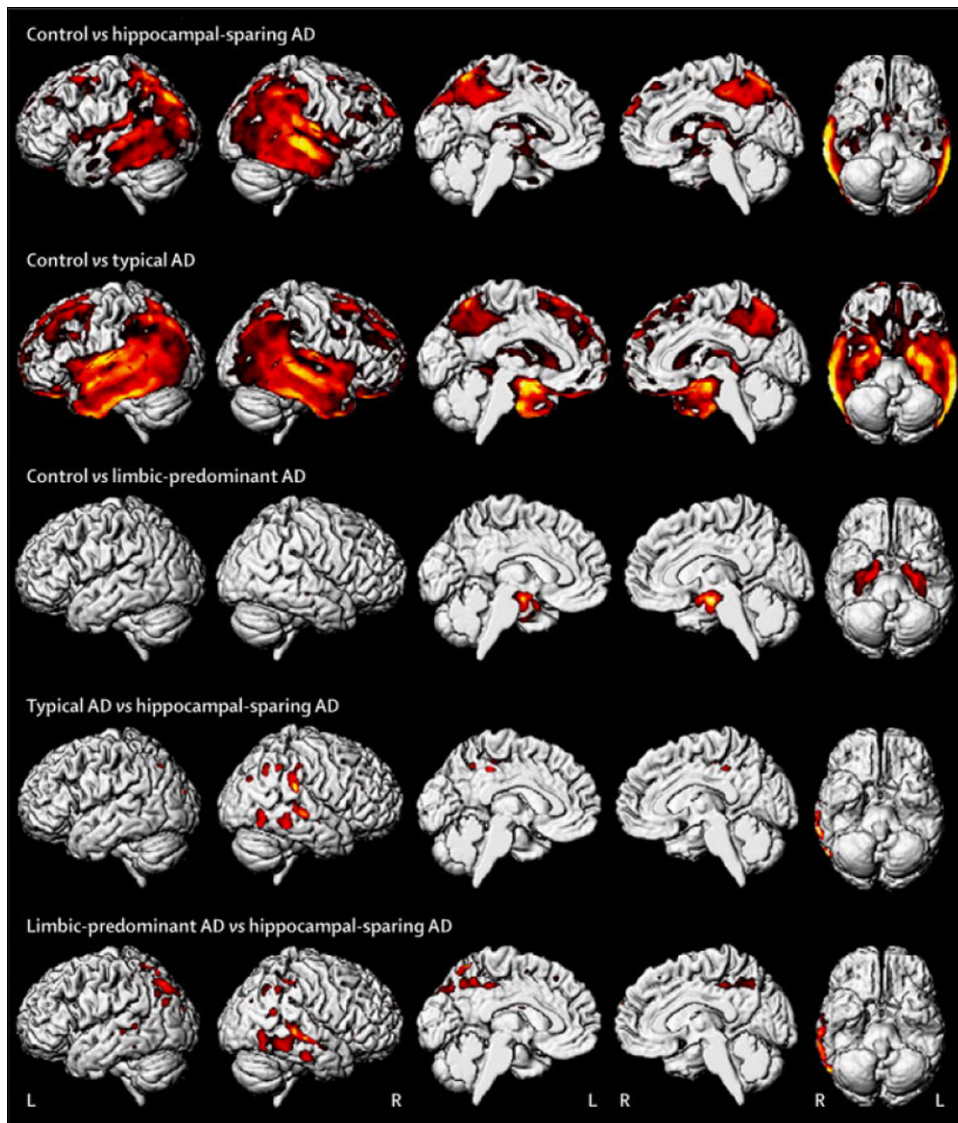 Control vs hippocampal-sparing AD
Control vs typical AD
Control vs limbic-predominant AD
Typical AD vs hippocampal-sparing AD
Limbic-predominant AD vs hippocampal-sparing AD
L R L R R L